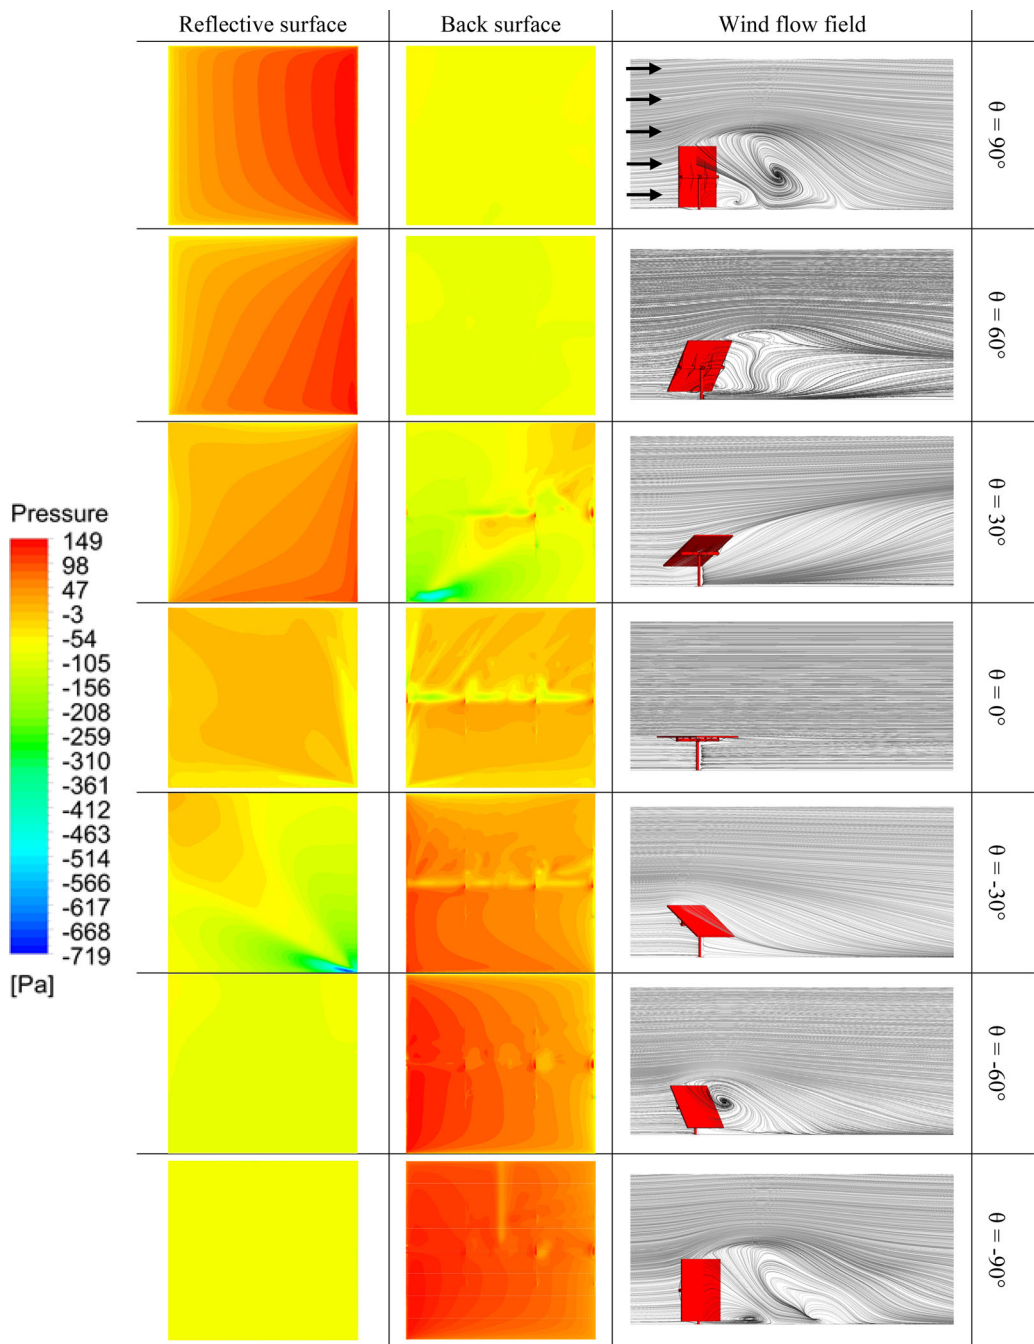 Reflective surface Back surface Wind flow field
θ = 90°
θ = 60°
θ = 30°
θ = 0°
θ = -30°
θ = -60°
θ = -90°
Pressure
149
98
47
-3
-54
-105
-156
-208
-259
-310
-361
-412
-463
-514
-566
-617
-668
-719
[Pa]